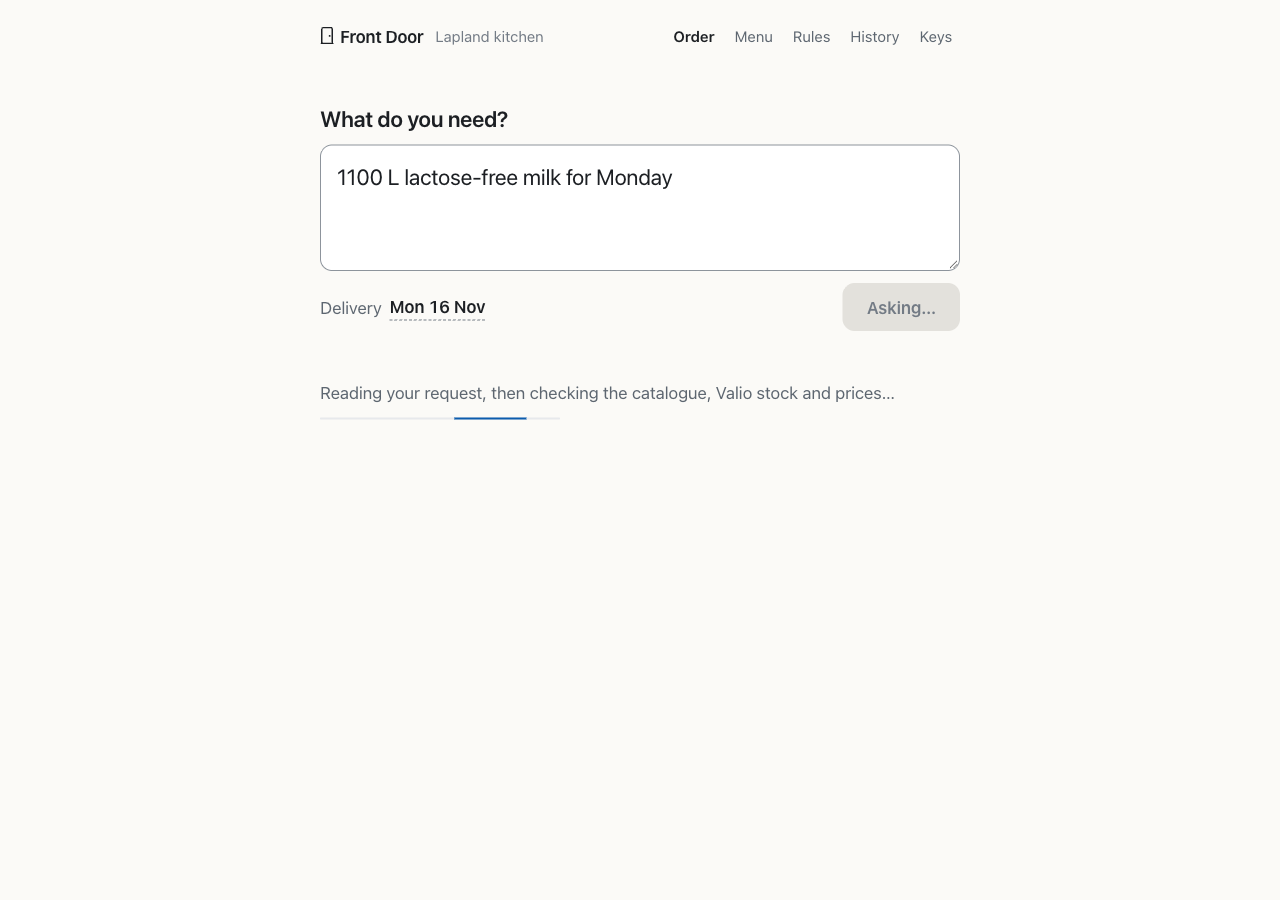 Front Door Lapland kitchen Order Menu Rules History Keys
What do you need?
1100 L lactose-free milk for Monday
Delivery Mon 16 Nov Asking...
Reading your request, then checking the catalogue, Valio stock and prices...